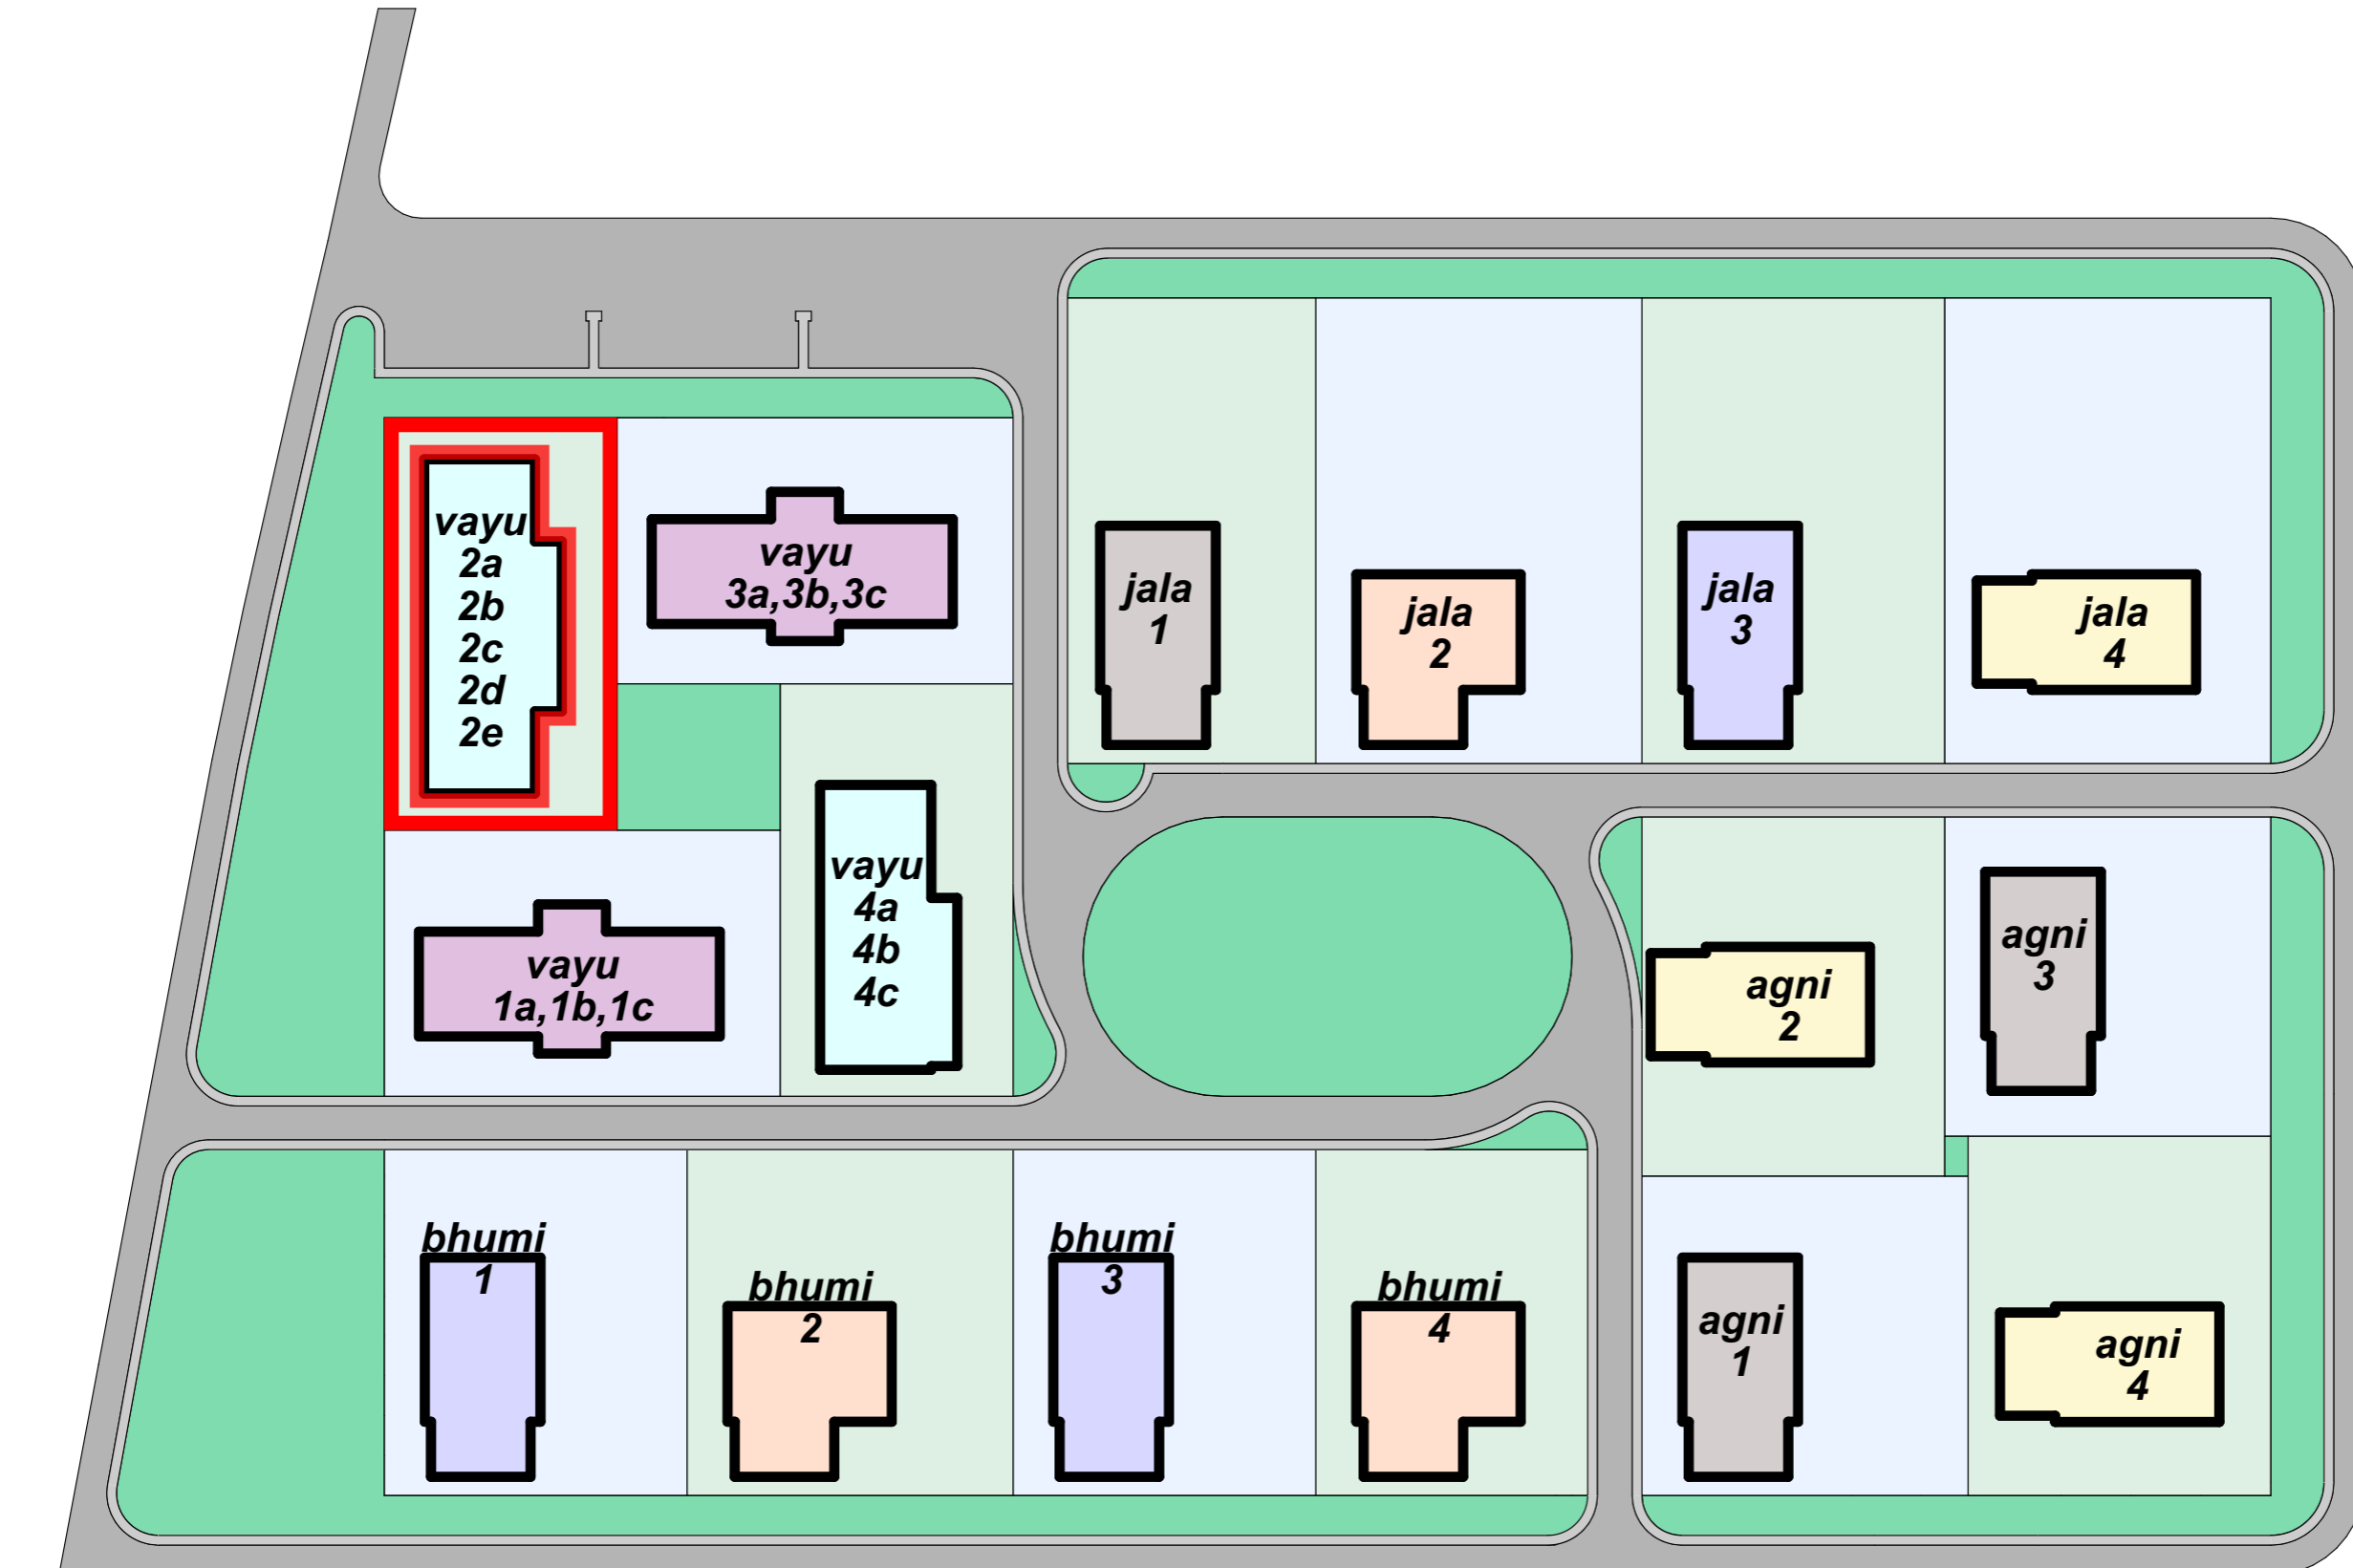 vayu
2a
2b
2c
2d
2e
vayu
3a,3b,3c
jala
1
jala
2
jala
3
jala
4
vayu
1a,1b,1c
vayu
4a
4b
4c
agni
2
agni
3
bhumi
1
bhumi
2
bhumi
3
bhumi
4
agni
1
agni
4